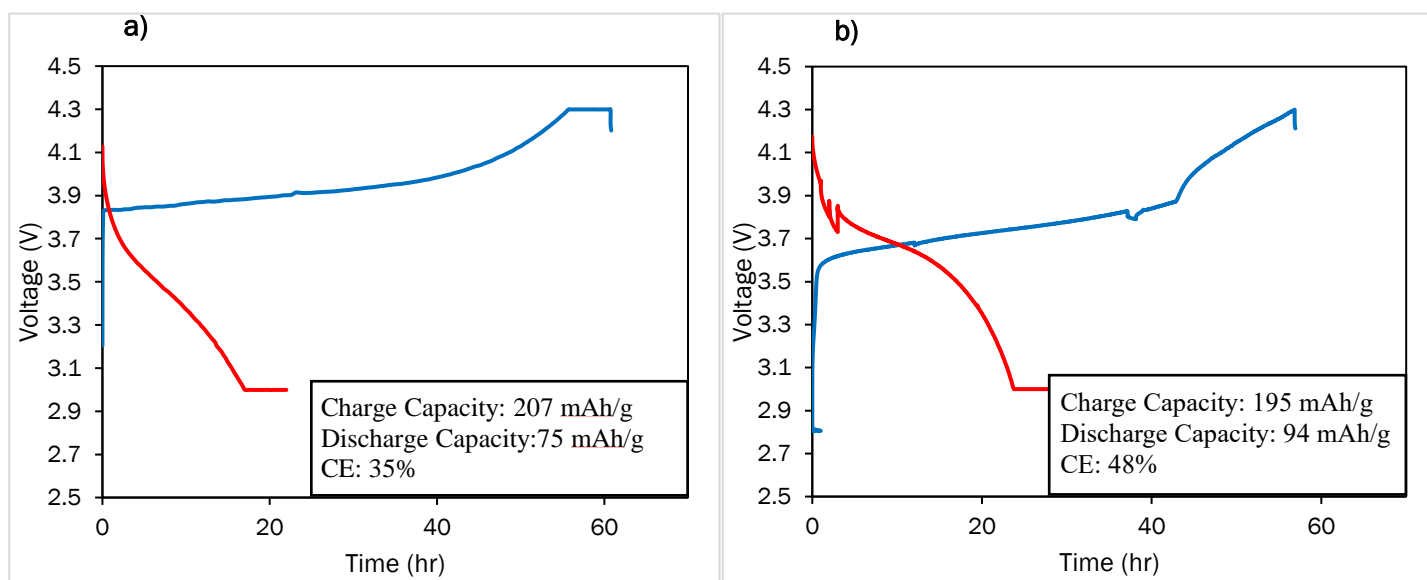 a)
4.5
4.3
4.1
3.9
3.7
3.5
3.3
3.1
2.9
2.7
2.5
Voltage (V)
0
20
40
60
Time (hr)
Charge Capacity: 207 mAh/g
Discharge Capacity:75 mAh/g
CE: 35%
b)
4.5
4.3
4.1
3.9
3.7
3.5
3.3
3.1
2.9
2.7
2.5
Voltage (V)
0
20
40
60
Time (hr)
Charge Capacity: 195 mAh/g
Discharge Capacity: 94 mAh/g
CE: 48%